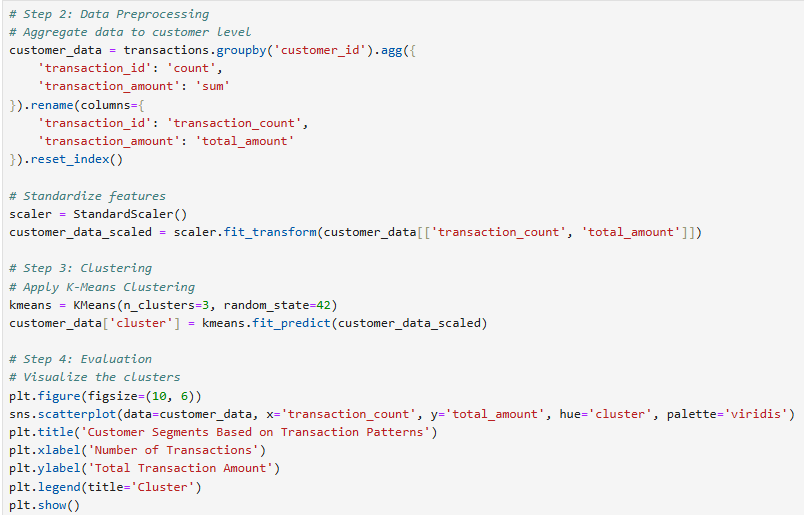 # Step 2: Data Preprocessing
# Aggregate data to customer level
customer_data = transactions.groupby('customer_id').agg({
    'transaction_id': 'count',
    'transaction_amount': 'sum'
}).rename(columns={
    'transaction_id': 'transaction_count',
    'transaction_amount': 'total_amount'
}).reset_index()

# Standardize features
scaler = StandardScaler()
customer_data_scaled = scaler.fit_transform(customer_data[['transaction_count', 'total_amount']])

# Step 3: Clustering
# Apply K-Means Clustering
kmeans = KMeans(n_clusters=3, random_state=42)
customer_data['cluster'] = kmeans.fit_predict(customer_data_scaled)

# Step 4: Evaluation
# Visualize the clusters
plt.figure(figsize=(10, 6))
sns.scatterplot(data=customer_data, x='transaction_count', y='total_amount', hue='cluster', palette='viridis')
plt.title('Customer Segments Based on Transaction Patterns')
plt.xlabel('Number of Transactions')
plt.ylabel('Total Transaction Amount')
plt.legend(title='Cluster')
plt.show()